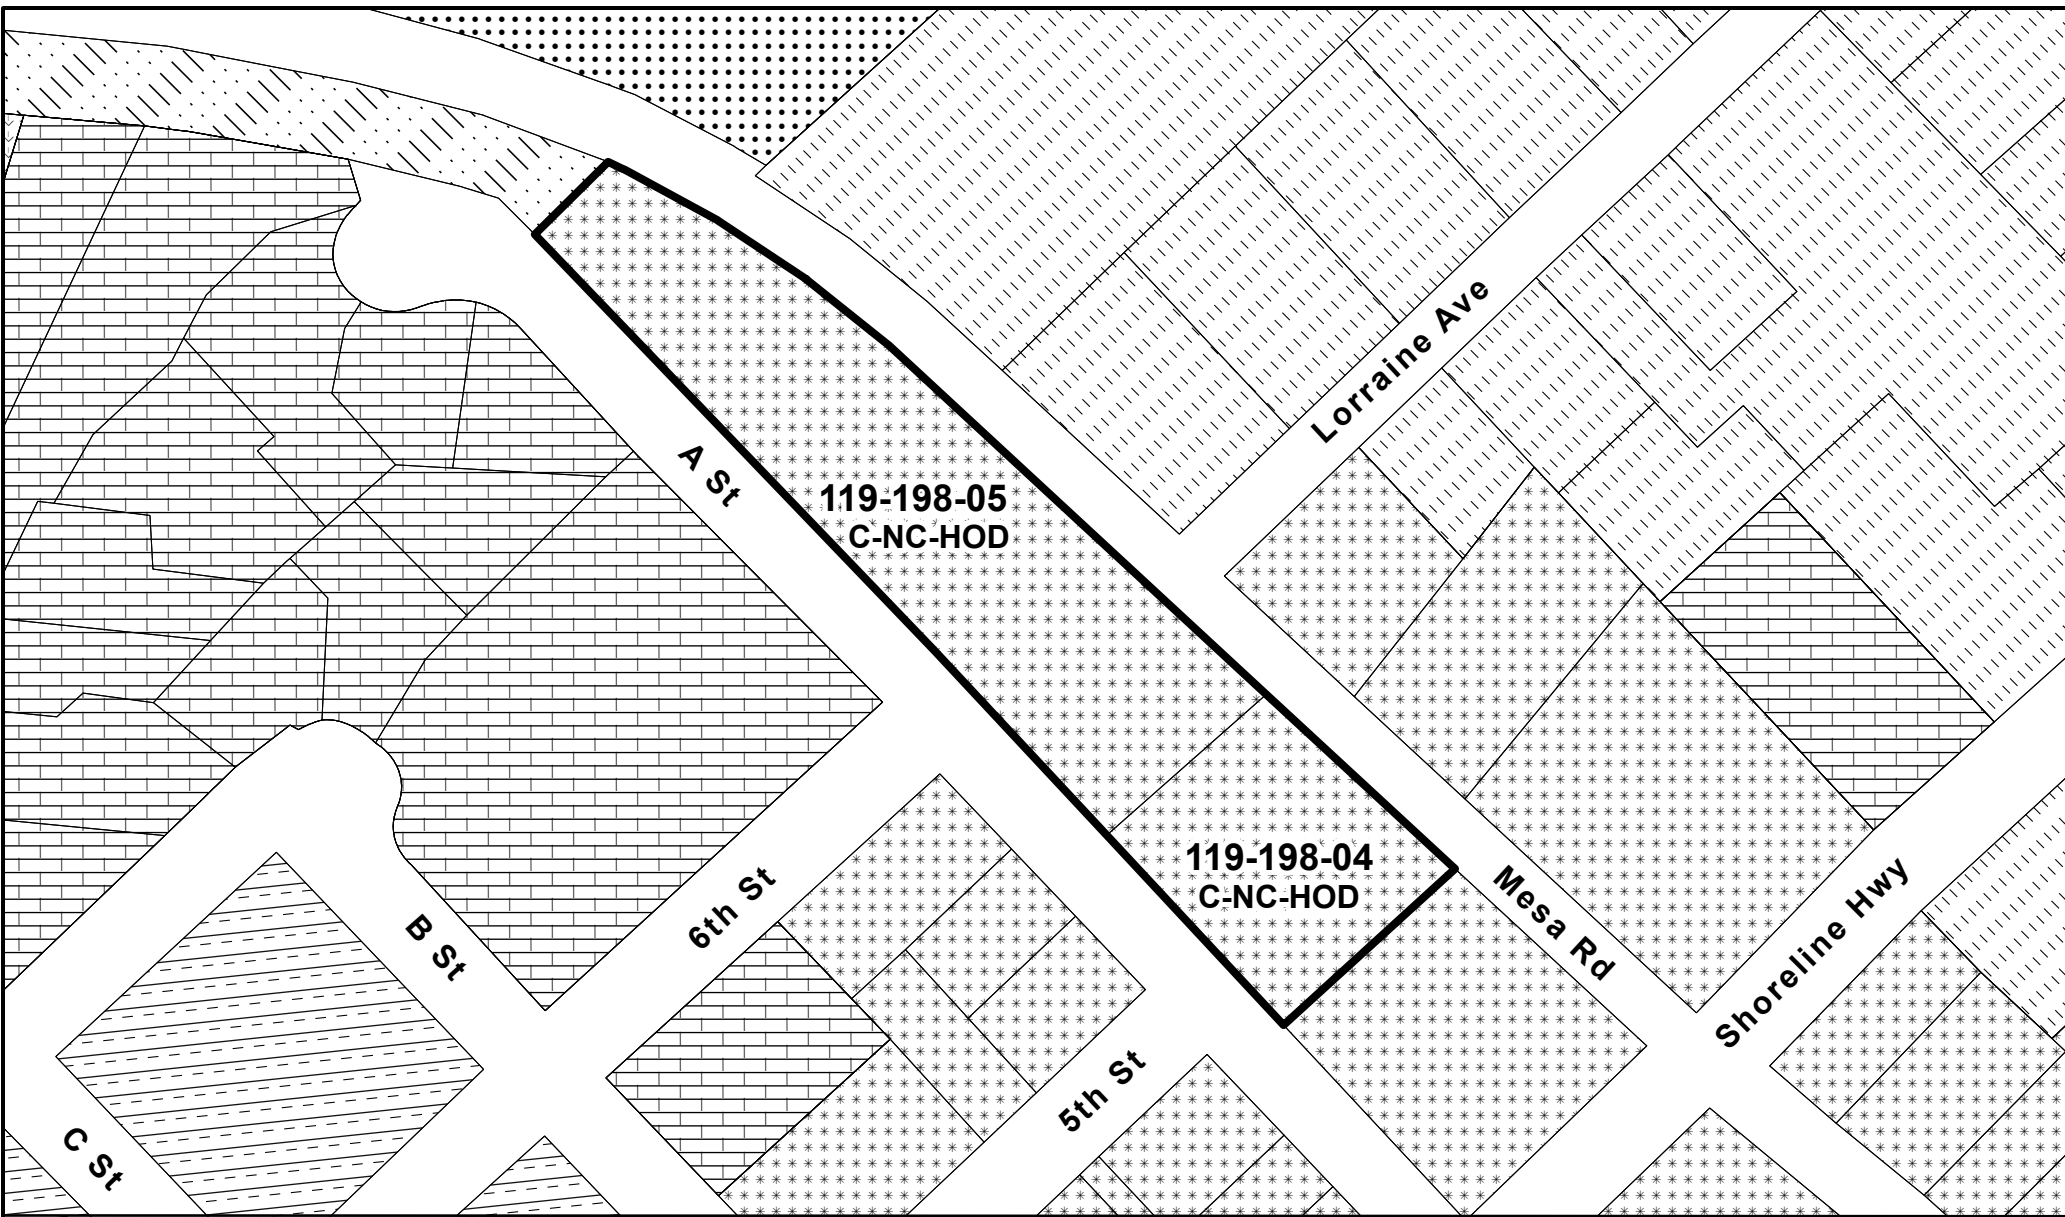 Lorraine Ave
A St
119-198-05
C-NC-HOD
119-198-04
C-NC-HOD
Mesa Rd
Shoreline Hwy
6th St
B St
5th St
C St